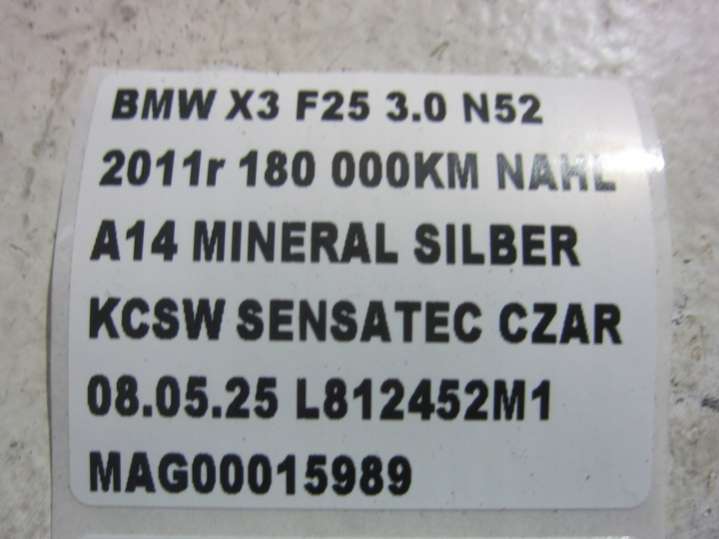 BMW X3 F25 3.0 N52
2011r 180 000KM NAHL
A14 MINERAL SILBER
KCSW SENSATEC CZAR
08.05.25 L812452M1
MAG00015989